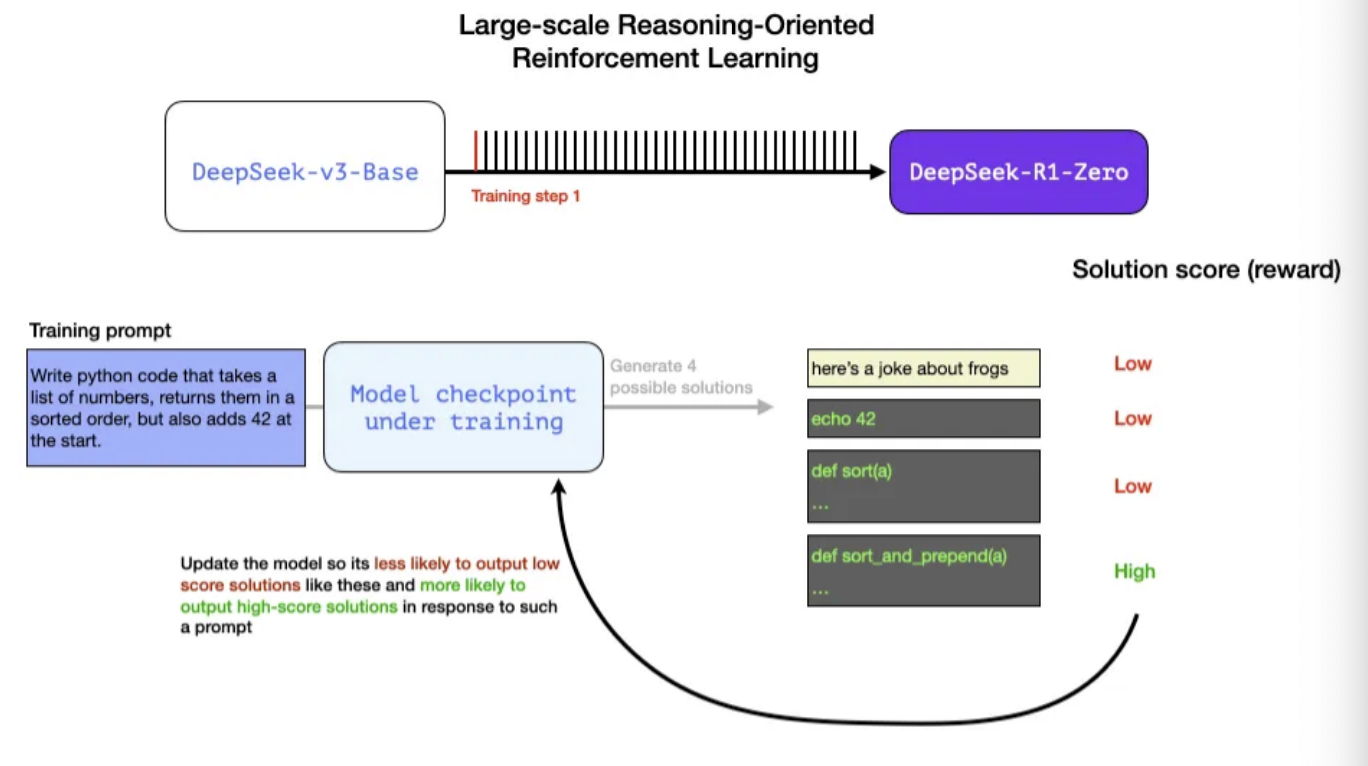 Large-scale Reasoning-Oriented
Reinforcement Learning
DeepSeek-v3-Base
Training step 1
DeepSeek-R1-Zero
Solution score (reward)
Training prompt
Write python code that takes a
list of numbers, returns them in a
sorted order, but also adds 42 at
the start.
Model checkpoint
under training
Generate 4
possible solutions
here's a joke about frogs
Low
echo 42
Low
def sort(a)
...
Low
def sort_and_prepend(a)
...
High
Update the model so its less likely to output low
score solutions like these and more likely to
output high-score solutions in response to such
a prompt